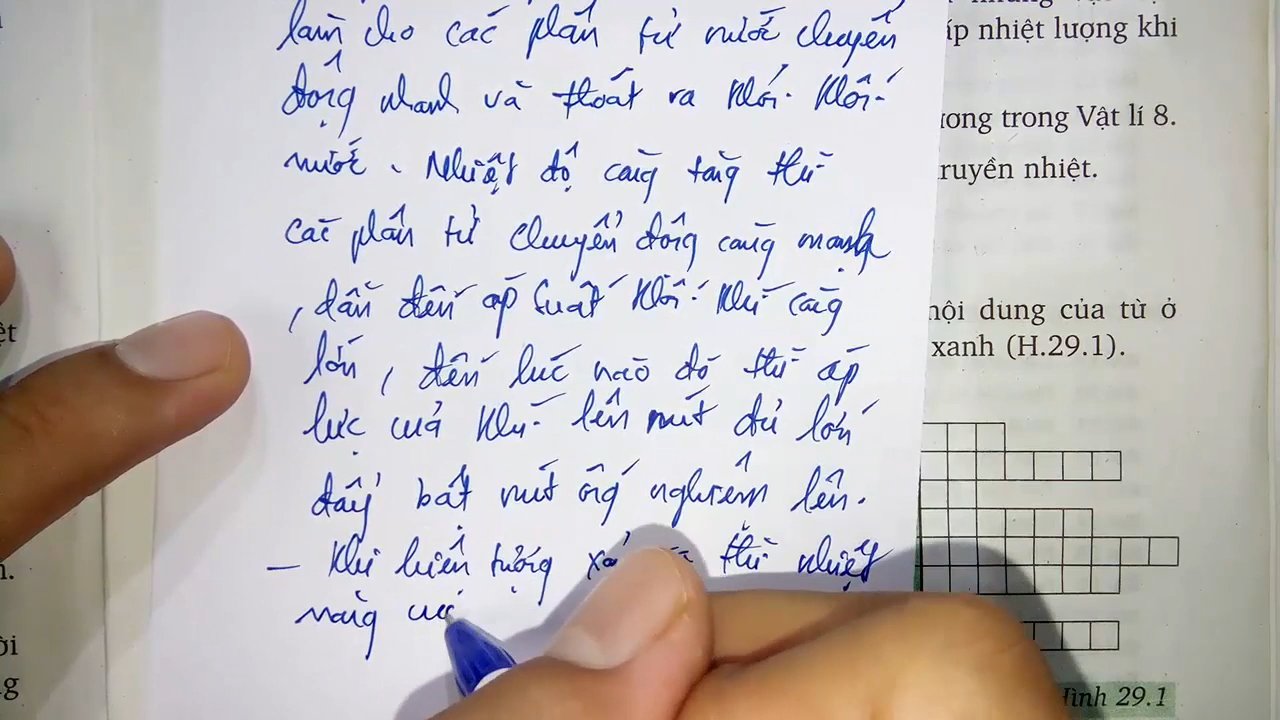 làm cho các phân tử nước chuyển
động nhanh và thoát ra khỏi khối
nước. Nhiệt độ càng tăng thì
các phân tử chuyển động càng mạnh
, dẫn đến áp suất khối khí càng
lớn, đến lúc nào đó thì áp
lực của khí lên nút đủ lớn
đẩy bật nút ống nghiệm lên.
- Khi hiện tượng xảy ra thì nhiệt
năng
ấp nhiệt lượng khi
ương trong Vật lí 8.
ruyền nhiệt.
nội dung của từ ở
xanh (H.29.1).
Hình 29.1